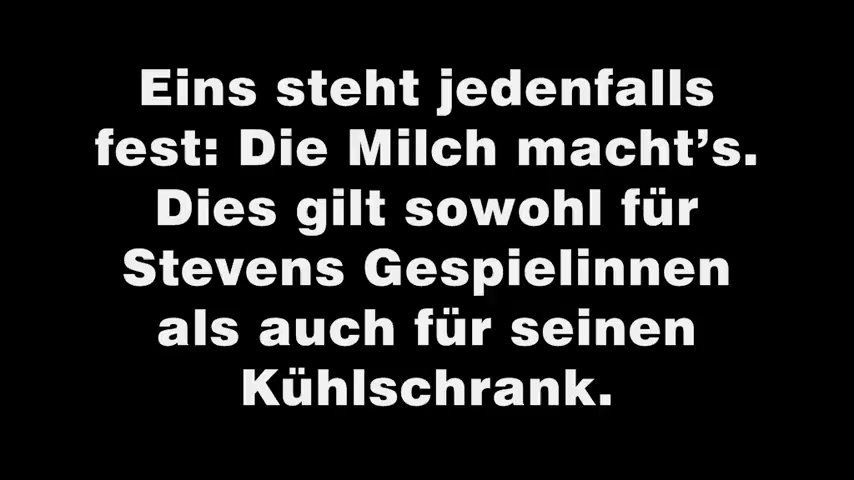 Eins steht jedenfalls
fest: Die Milch macht’s.
Dies gilt sowohl für
Stevens Gespielinnen
als auch für seinen
Kühlschrank.